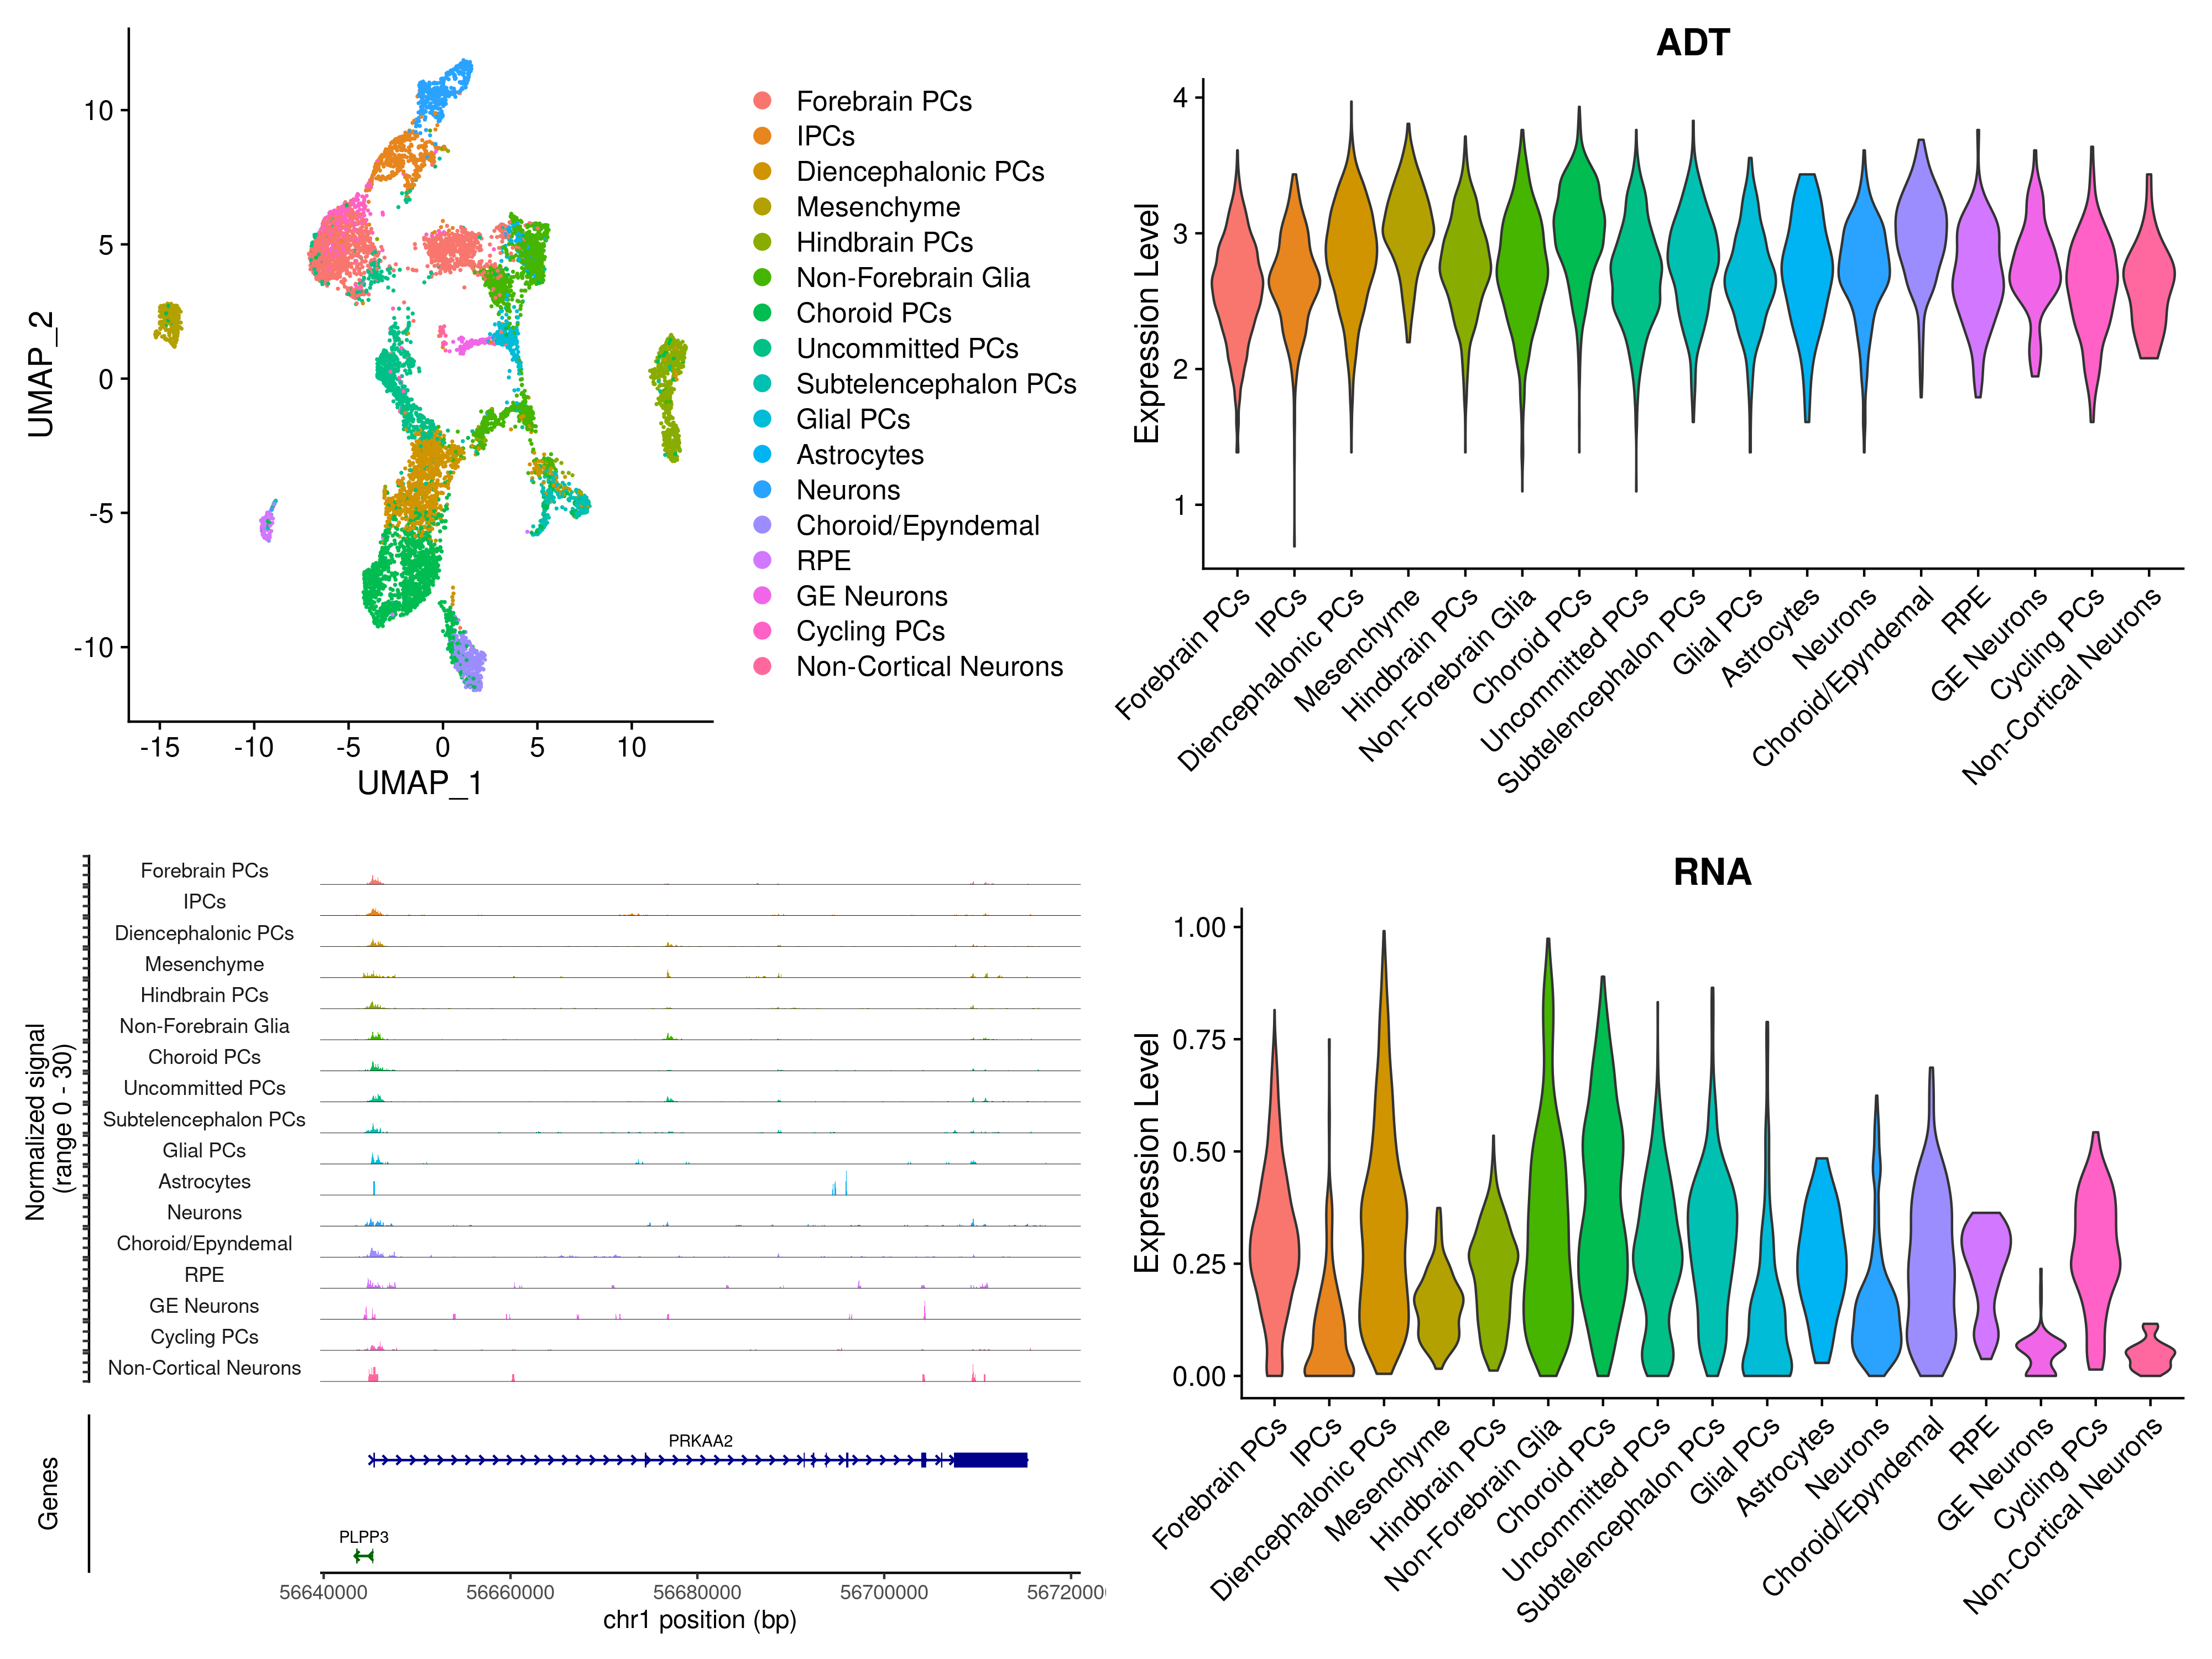 10
5
0
-5
-10
UMAP_2
-15
-10
-5
0
5
10
UMAP_1
Forebrain PCs
IPCs
Diencephalonic PCs
Mesenchyme
Hindbrain PCs
Non-Forebrain Glia
Choroid PCs
Uncommitted PCs
Subtelencephalon PCs
Glial PCs
Astrocytes
Neurons
Choroid/Epyndemal
RPE
GE Neurons
Cycling PCs
Non-Cortical Neurons
ADT
4
3
2
1
Expression Level
Forebrain PCs
IPCs
Diencephalonic PCs
Mesenchyme
Hindbrain PCs
Non-Forebrain Glia
Choroid PCs
Uncommitted PCs
Subtelencephalon PCs
Glial PCs
Astrocytes
Neurons
Choroid/Epyndemal
RPE
GE Neurons
Cycling PCs
Non-Cortical Neurons
Normalized signal
(range 0 - 30)
Forebrain PCs
IPCs
Diencephalonic PCs
Mesenchyme
Hindbrain PCs
Non-Forebrain Glia
Choroid PCs
Uncommitted PCs
Subtelencephalon PCs
Glial PCs
Astrocytes
Neurons
Choroid/Epyndemal
RPE
GE Neurons
Cycling PCs
Non-Cortical Neurons
Genes
PRKAA2
PLPP3
56640000
56660000
56680000
56700000
5672000
chr1 position (bp)
RNA
1.00
0.75
0.50
0.25
0.00
Expression Level
Forebrain PCs
IPCs
Diencephalonic PCs
Mesenchyme
Hindbrain PCs
Non-Forebrain Glia
Choroid PCs
Uncommitted PCs
Subtelencephalon PCs
Glial PCs
Astrocytes
Neurons
Choroid/Epyndemal
RPE
GE Neurons
Cycling PCs
Non-Cortical Neurons